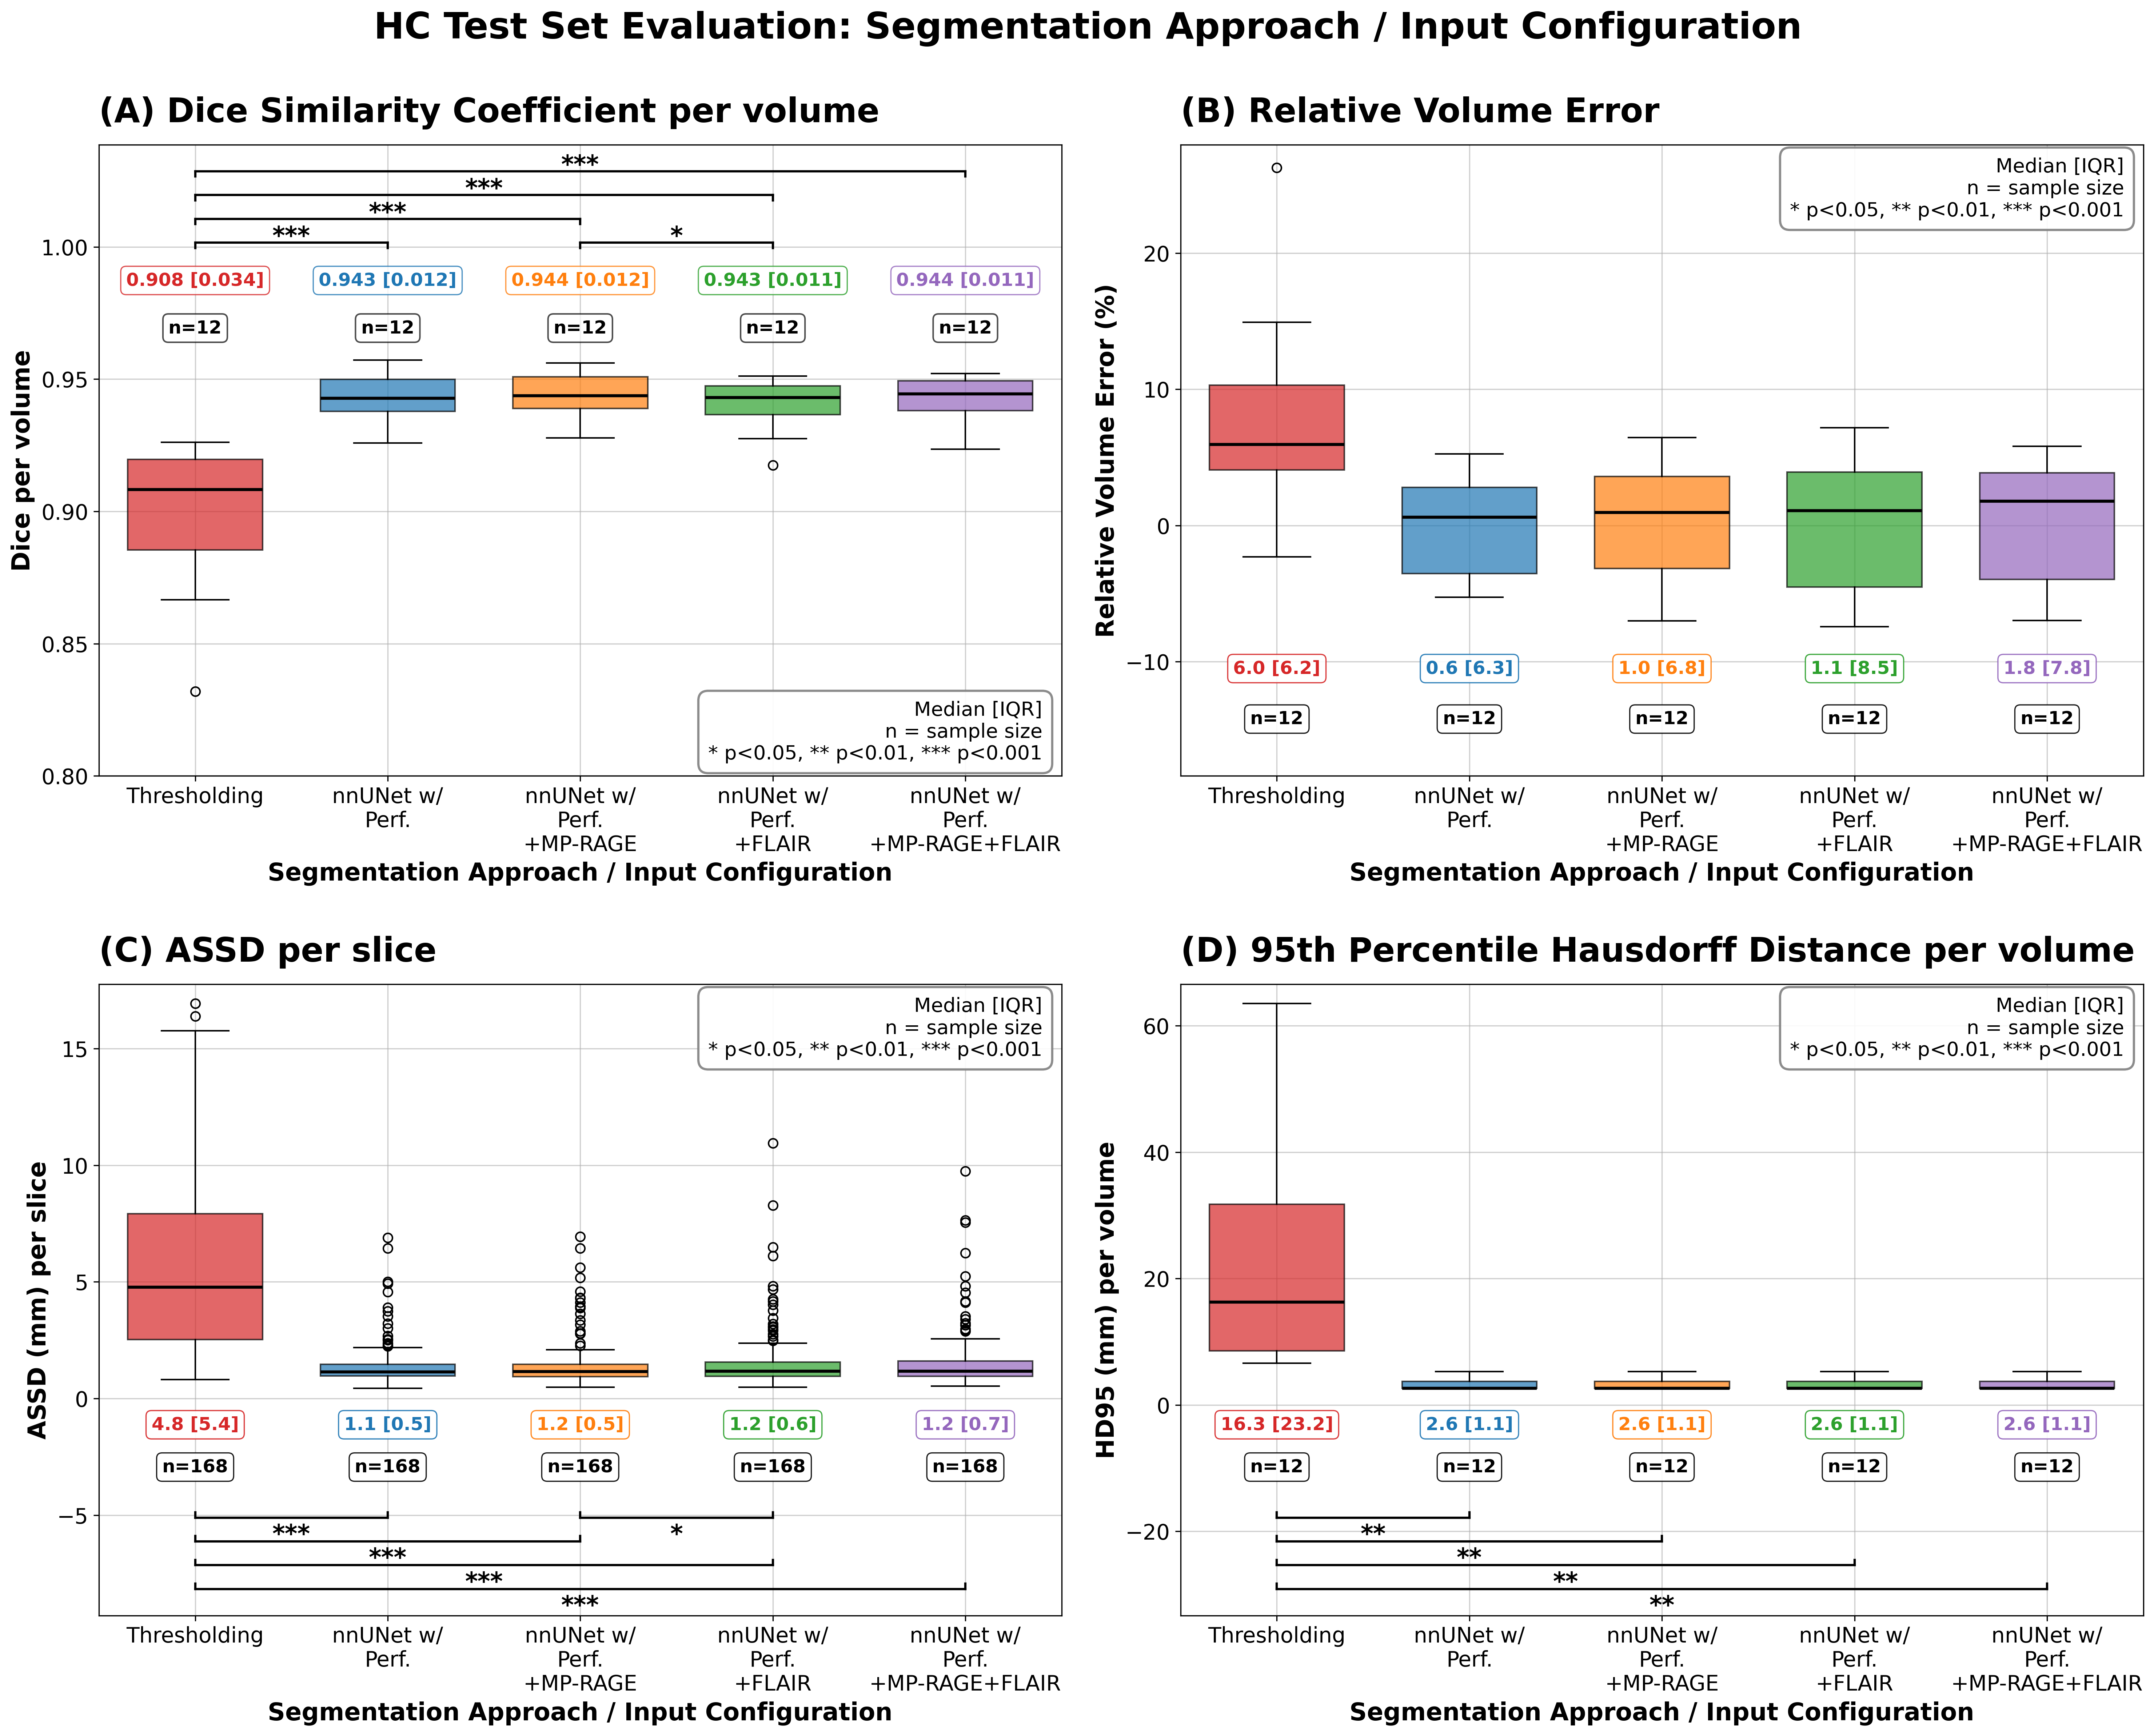 HC Test Set Evaluation: Segmentation Approach / Input Configuration
(A) Dice Similarity Coefficient per volume
Dice per volume
1.00
0.95
0.90
0.85
0.80
***
***
***
***
*
0.908 [0.034]
0.943 [0.012]
0.944 [0.012]
0.943 [0.011]
0.944 [0.011]
n=12
n=12
n=12
n=12
n=12
Median [IQR]
n = sample size
* p<0.05, ** p<0.01, *** p<0.001
Thresholding
nnUNet w/
Perf.
nnUNet w/
Perf.
+MP-RAGE
nnUNet w/
Perf.
+FLAIR
nnUNet w/
Perf.
+MP-RAGE+FLAIR
Segmentation Approach / Input Configuration
(B) Relative Volume Error
Relative Volume Error (%)
20
10
0
−10
Median [IQR]
n = sample size
* p<0.05, ** p<0.01, *** p<0.001
6.0 [6.2]
0.6 [6.3]
1.0 [6.8]
1.1 [8.5]
1.8 [7.8]
n=12
n=12
n=12
n=12
n=12
Thresholding
nnUNet w/
Perf.
nnUNet w/
Perf.
+MP-RAGE
nnUNet w/
Perf.
+FLAIR
nnUNet w/
Perf.
+MP-RAGE+FLAIR
Segmentation Approach / Input Configuration
(C) ASSD per slice
ASSD (mm) per slice
15
10
5
0
−5
Median [IQR]
n = sample size
* p<0.05, ** p<0.01, *** p<0.001
4.8 [5.4]
1.1 [0.5]
1.2 [0.5]
1.2 [0.6]
1.2 [0.7]
n=168
n=168
n=168
n=168
n=168
***
*
***
***
***
Thresholding
nnUNet w/
Perf.
nnUNet w/
Perf.
+MP-RAGE
nnUNet w/
Perf.
+FLAIR
nnUNet w/
Perf.
+MP-RAGE+FLAIR
Segmentation Approach / Input Configuration
(D) 95th Percentile Hausdorff Distance per volume
HD95 (mm) per volume
60
40
20
0
−20
Median [IQR]
n = sample size
* p<0.05, ** p<0.01, *** p<0.001
16.3 [23.2]
2.6 [1.1]
2.6 [1.1]
2.6 [1.1]
2.6 [1.1]
n=12
n=12
n=12
n=12
n=12
**
**
**
**
Thresholding
nnUNet w/
Perf.
nnUNet w/
Perf.
+MP-RAGE
nnUNet w/
Perf.
+FLAIR
nnUNet w/
Perf.
+MP-RAGE+FLAIR
Segmentation Approach / Input Configuration